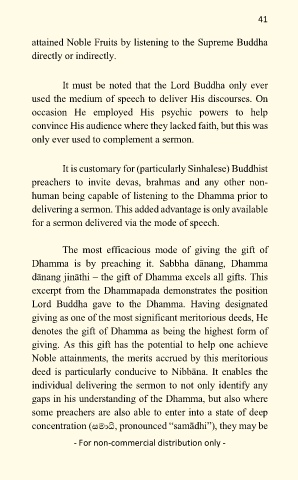 41
attained Noble Fruits by listening to the Supreme Buddha
directly or indirectly.
It must be noted that the Lord Buddha only ever
used the medium of speech to deliver His discourses. On
occasion He employed His psychic powers to help
convince His audience where they lacked faith, but this was
only ever used to complement a sermon.
It is customary for (particularly Sinhalese) Buddhist
preachers to invite devas, brahmas and any other non-
human being capable of listening to the Dhamma prior to
delivering a sermon. This added advantage is only available
for a sermon delivered via the mode of speech.
The most efficacious mode of giving the gift of
Dhamma is by preaching it. Sabbha dānang, Dhamma
dānang jināthi – the gift of Dhamma excels all gifts. This
excerpt from the Dhammapada demonstrates the position
Lord Buddha gave to the Dhamma. Having designated
giving as one of the most significant meritorious deeds, He
denotes the gift of Dhamma as being the highest form of
giving. As this gift has the potential to help one achieve
Noble attainments, the merits accrued by this meritorious
deed is particularly conducive to Nibbāna. It enables the
individual delivering the sermon to not only identify any
gaps in his understanding of the Dhamma, but also where
some preachers are also able to enter into a state of deep
concentration (සමාධි, pronounced “samādhi”), they may be
- For non-commercial distribution only -